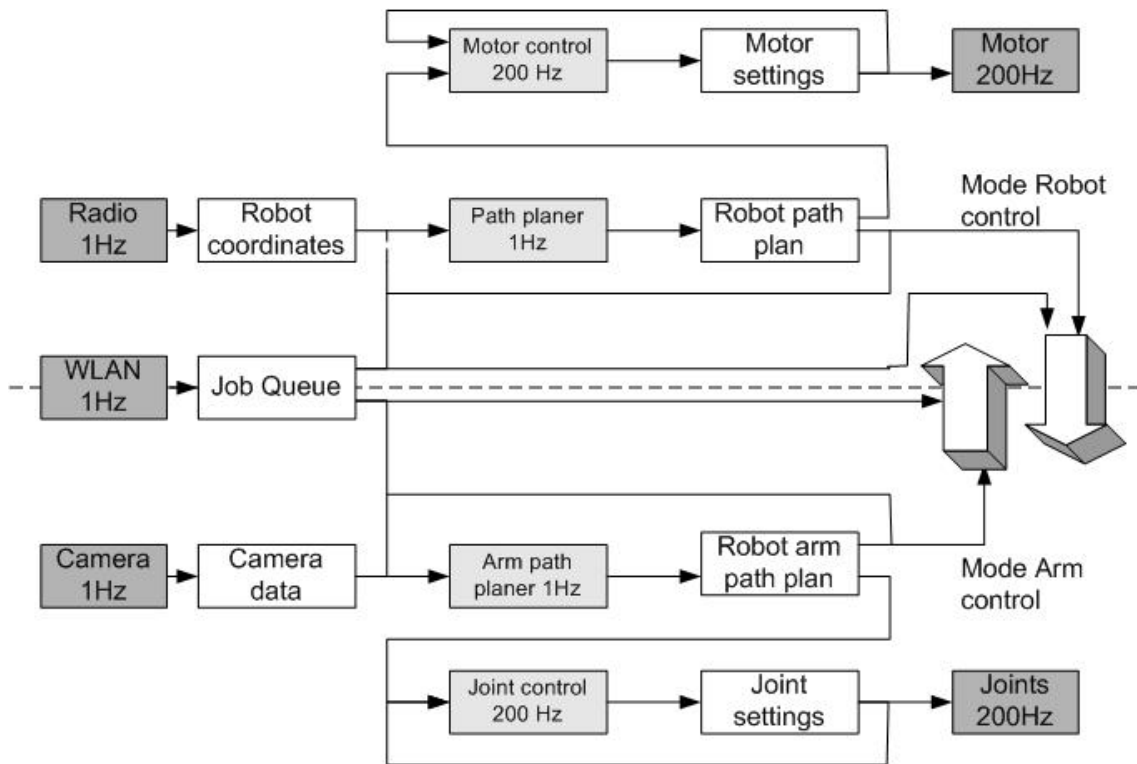 Motor control
200 Hz
Motor
settings
Motor
200Hz
Radio
1Hz
Robot
coordinates
Path planer
1Hz
Robot path
plan
Mode Robot
control
WLAN
1Hz
Job Queue
Camera
1Hz
Camera
data
Arm path
planer 1Hz
Robot arm
path plan
Mode Arm
control
Joint control
200 Hz
Joint
settings
Joints
200Hz